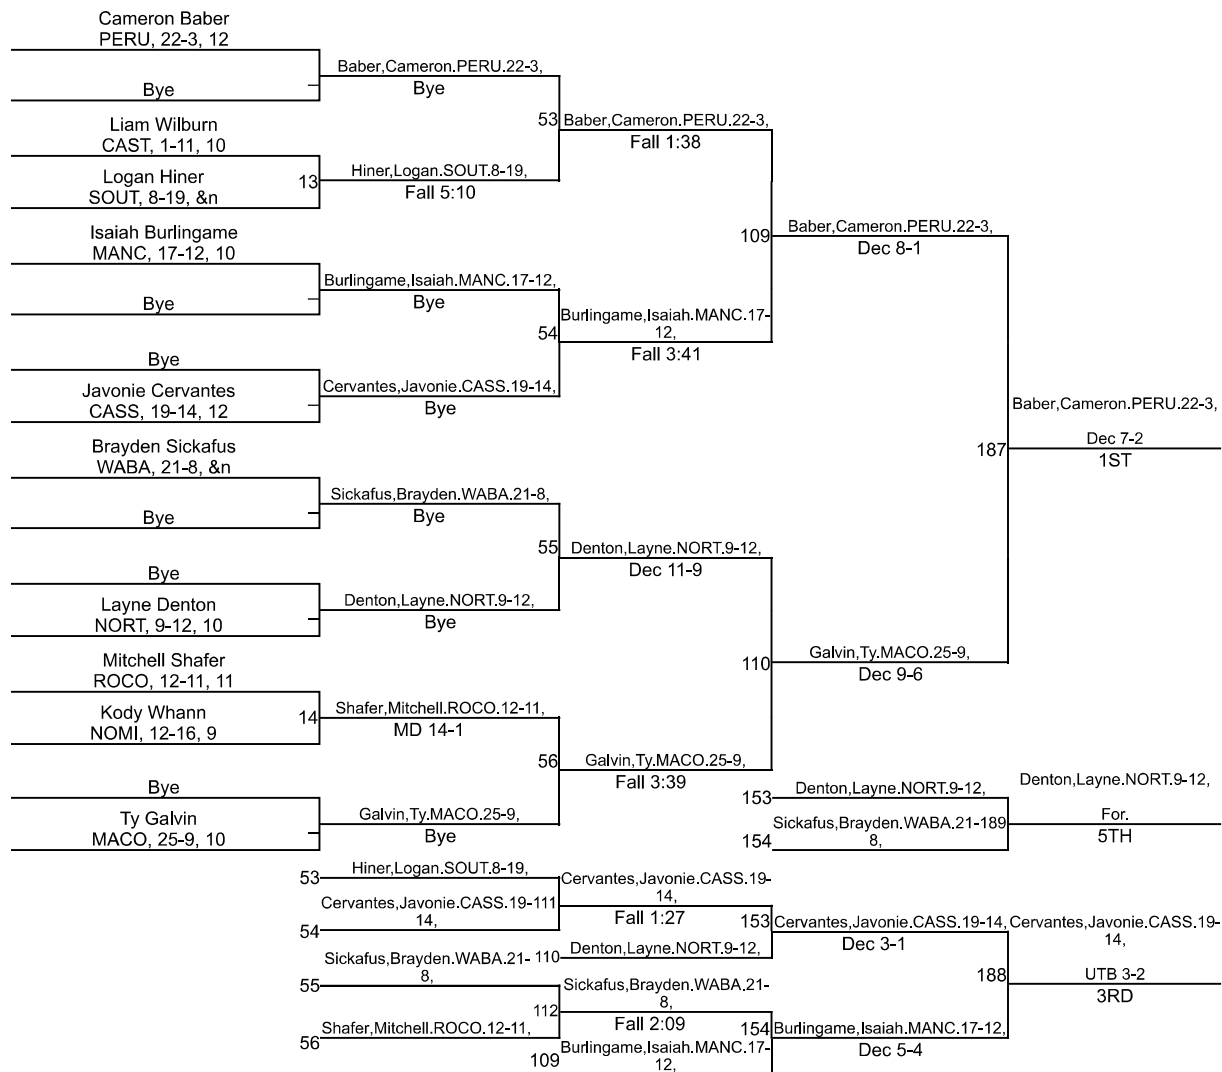 Cameron Baber
PERU, 22-3, 12
Bye
Baber,Cameron.PERU.22-3,
Bye
Liam Wilburn
CAST, 1-11, 10
Logan Hiner
SOUT, 8-19, &n
13
Hiner,Logan.SOUT.8-19,
Fall 5:10
53
Baber,Cameron.PERU.22-3,
Fall 1:38
Isaiah Burlingame
MANC, 17-12, 10
Bye
Burlingame,Isaiah.MANC.17-12,
Bye
Bye
Javonie Cervantes
CASS, 19-14, 12
Cervantes,Javonie.CASS.19-14,
Bye
54
Burlingame,Isaiah.MANC.17-
12,
Fall 3:41
109
Baber,Cameron.PERU.22-3,
Dec 8-1
Brayden Sickafus
WABA, 21-8, &n
Bye
Sickafus,Brayden.WABA.21-8,
Bye
Bye
Layne Denton
NORT, 9-12, 10
Denton,Layne.NORT.9-12,
Bye
55
Denton,Layne.NORT.9-12,
Dec 11-9
Mitchell Shafer
ROCO, 12-11, 11
Kody Whann
NOMI, 12-16, 9
14
Shafer,Mitchell.ROCO.12-11,
MD 14-1
Bye
Ty Galvin
MACO, 25-9, 10
Galvin,Ty.MACO.25-9,
Bye
56
Galvin,Ty.MACO.25-9,
Fall 3:39
110
Galvin,Ty.MACO.25-9,
Dec 9-6
187
Baber,Cameron.PERU.22-3,
Dec 7-2
1ST
153
Denton,Layne.NORT.9-12,
154
Sickafus,Brayden.WABA.21-189
8,
Denton,Layne.NORT.9-12,
For.
5TH
53
Hiner,Logan.SOUT.8-19,
Cervantes,Javonie.CASS.19-111
14,
54
Cervantes,Javonie.CASS.19-
14,
Fall 1:27
110
Denton,Layne.NORT.9-12,
153
Cervantes,Javonie.CASS.19-14,
Dec 3-1
Sickafus,Brayden.WABA.21-
8,
55
Shafer,Mitchell.ROCO.12-11,
56
112
Sickafus,Brayden.WABA.21-
8,
Fall 2:09
109
Burlingame,Isaiah.MANC.17-
12,
154
Burlingame,Isaiah.MANC.17-12,
Dec 5-4
188
Cervantes,Javonie.CASS.19-
14,
UTB 3-2
3RD